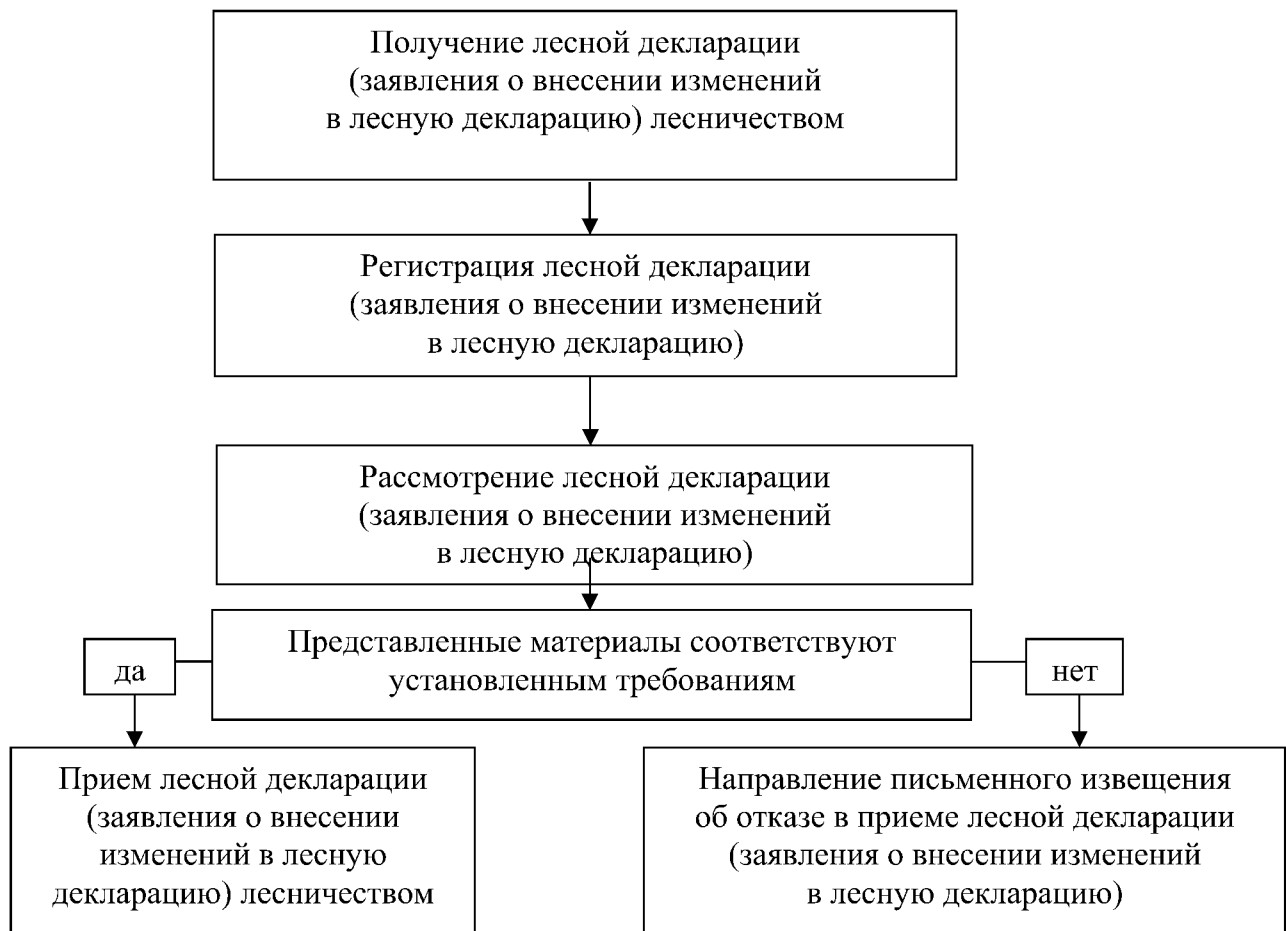 Получение лесной декларации
(заявления о внесении изменений
в лесную декларацию) лесничеством
Регистрация лесной декларации
(заявления о внесении изменений
в лесную декларацию)
Рассмотрение лесной декларации
(заявления о внесении изменений
в лесную декларацию)
Представленные материалы соответствуют
установленным требованиям
да
нет
Прием лесной декларации
(заявления о внесении
изменений в лесную
декларацию) лесничеством
Направление письменного извещения
об отказе в приеме лесной декларации
(заявления о внесении изменений
в лесную декларацию)